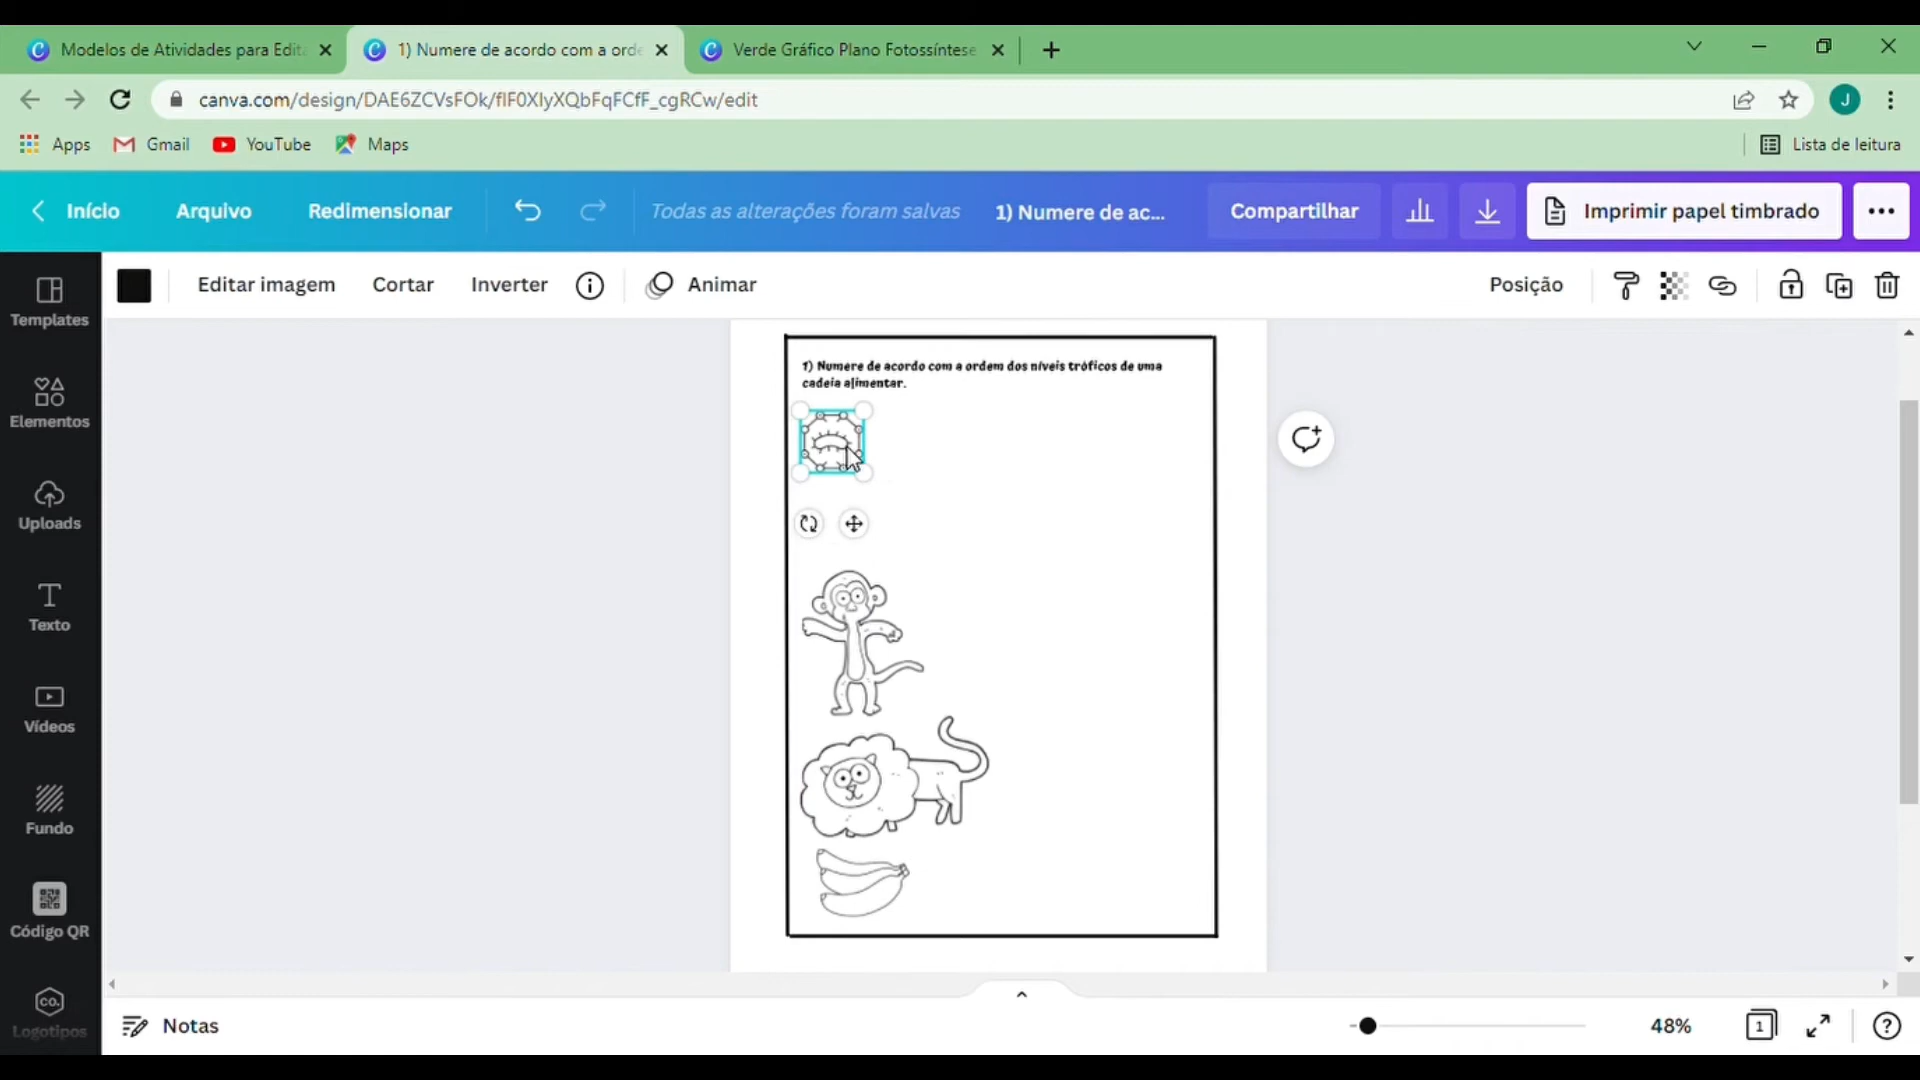 Modelos de Atividades para Edit
1) Numere de acordo com a orde
Verde Gráfico Plano Fotossíntese
canva.com/design/DAE6ZCVsFOk/fIF0XIyXQbFqFCfF_cgRCw/edit
J
Apps
Gmail
YouTube
Maps
Lista de leitura
Início
Arquivo
Redimensionar
Todas as alterações foram salvas
1) Numere de ac...
Compartilhar
Imprimir papel timbrado
Templates
Elementos
Uploads
Texto
Vídeos
Fundo
Código QR
CO.
Logotipos
Editar imagem
Cortar
Inverter
Animar
Posição
1) Numere de acordo com a ordem dos níveis tróficos de uma
cadeia alimentar.
Notas
48%
1